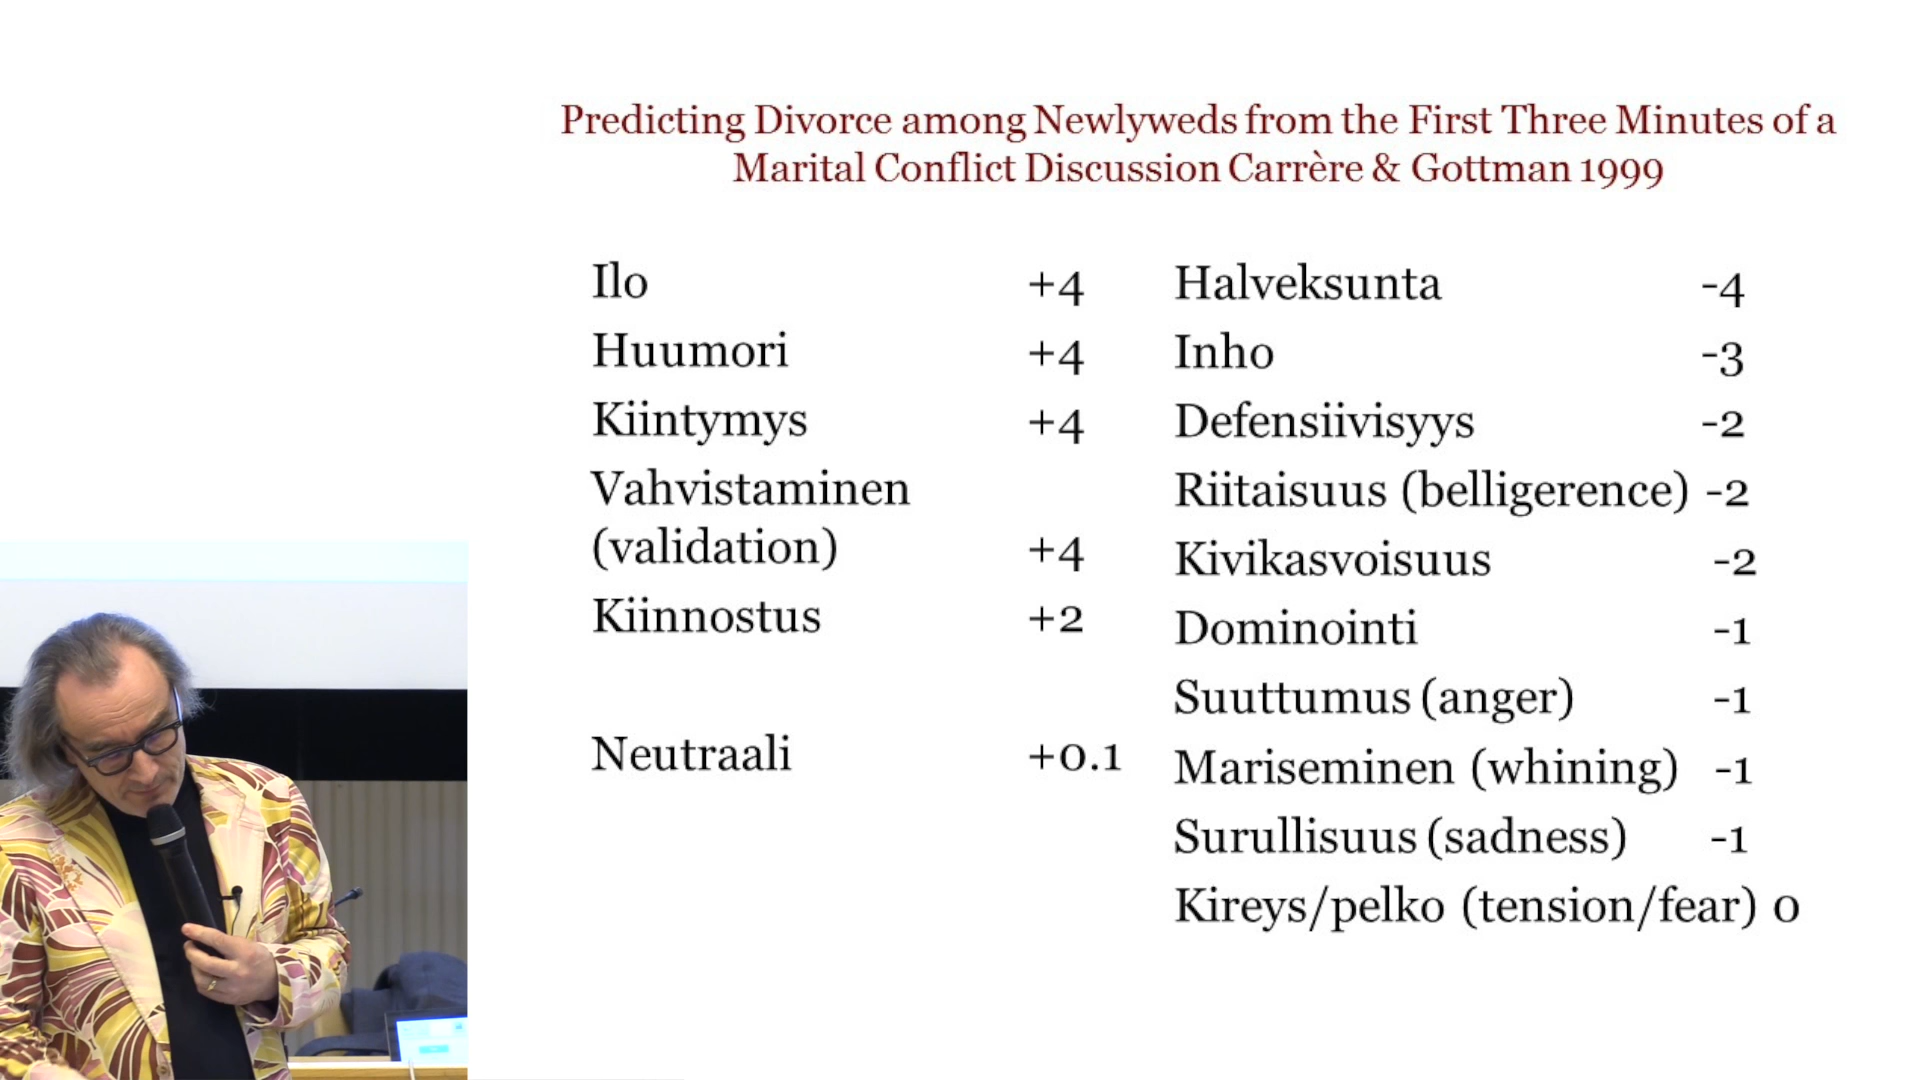 Predicting Divorce among Newlyweds from the First Three Minutes of a
Marital Conflict Discussion Carrère & Gottman 1999
Ilo +4
Huumori +4
Kiintymys +4
Vahvistaminen
(validation) +4
Kiinnostus +2
Neutraali +0.1
Halveksunta -4
Inho -3
Defensiivisyys -2
Riitaisuus (belligerence) -2
Kivikasvoisuus -2
Dominointi -1
Suuttumus (anger) -1
Mariseminen (whining) -1
Surullisuus (sadness) -1
Kireys/pelko (tension/fear) 0